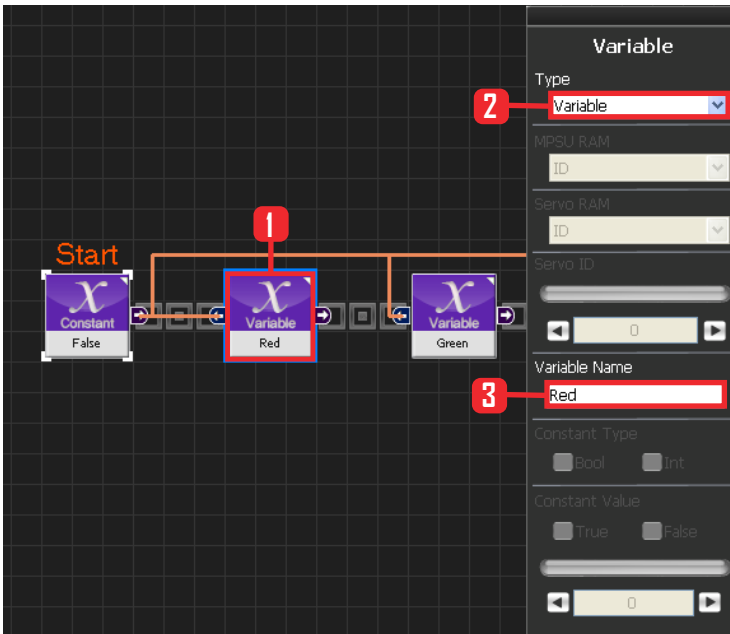 Start
1
x
Constant
False
x
Variable
Red
x
Variable
Green
Variable
Type
2
Variable
MPSU RAM
ID
Servo RAM
ID
Servo ID
0
Variable Name
3
Red
Constant Type
Bool
Int
Constant Value
True
False
0